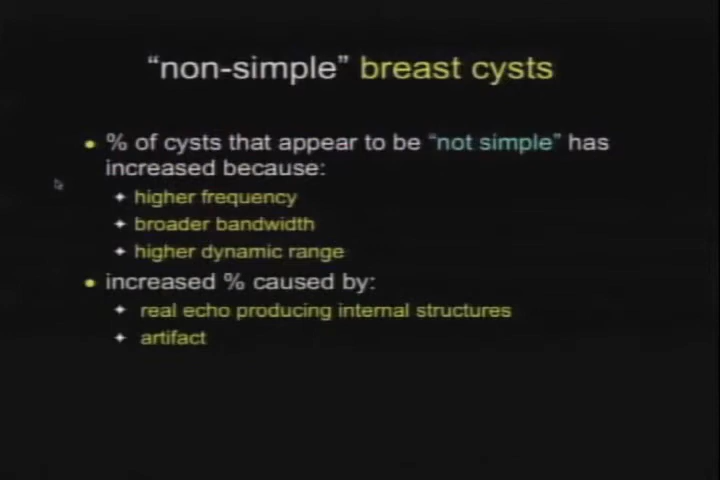 “non-simple” breast cysts
• % of cysts that appear to be “not simple” has
increased because:
✦ higher frequency
✦ broader bandwidth
✦ higher dynamic range
• increased % caused by:
✦ real echo producing internal structures
✦ artifact